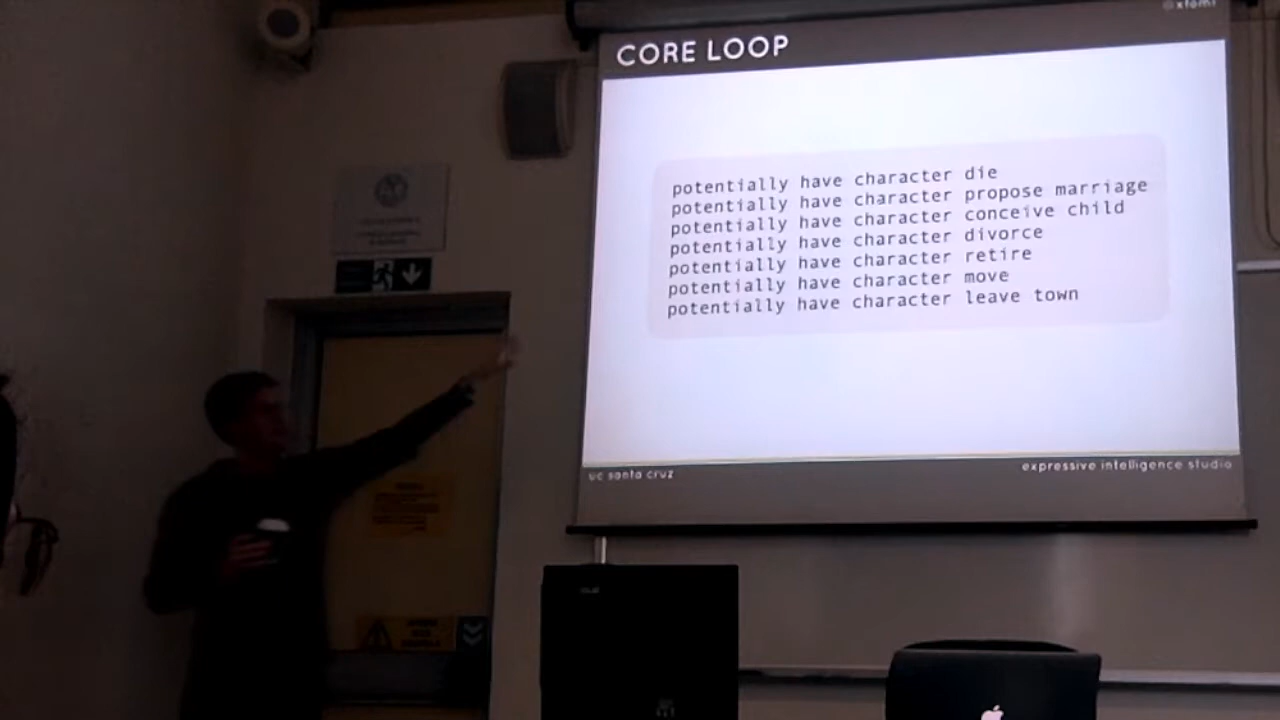 @xfoml
CORE LOOP
potentially have character die
potentially have character propose marriage
potentially have character conceive child
potentially have character divorce
potentially have character retire
potentially have character move
potentially have character leave town
uc santa cruz
expressive intelligence studio